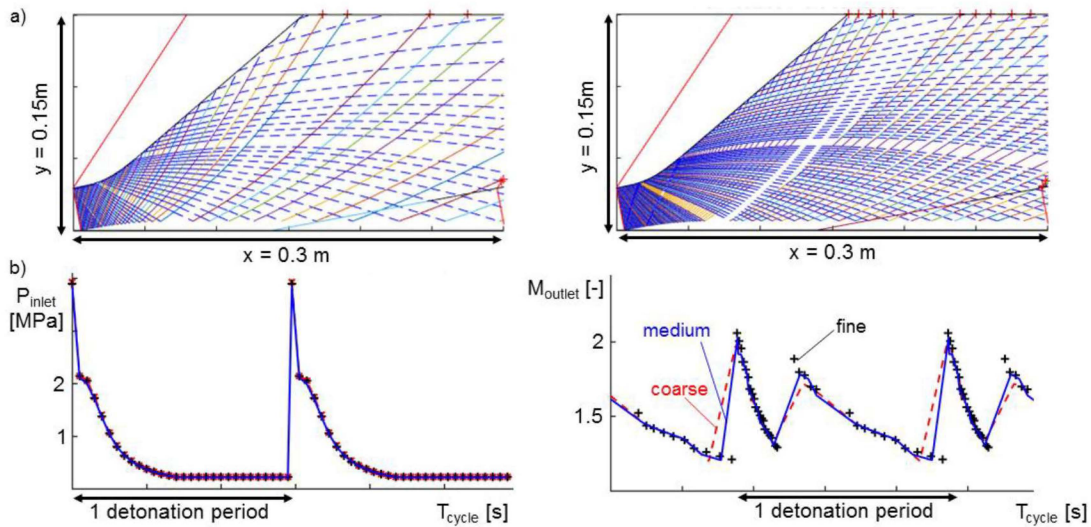 a)
y = 0.15m
x = 0.3 m
y = 0.15m
x = 0.3 m
b)
P_inlet
[MPa]
2
1
1 detonation period
T_cycle [s]
M_outlet [-]
2
1.5
medium
fine
coarse
1 detonation period
T_cycle [s]